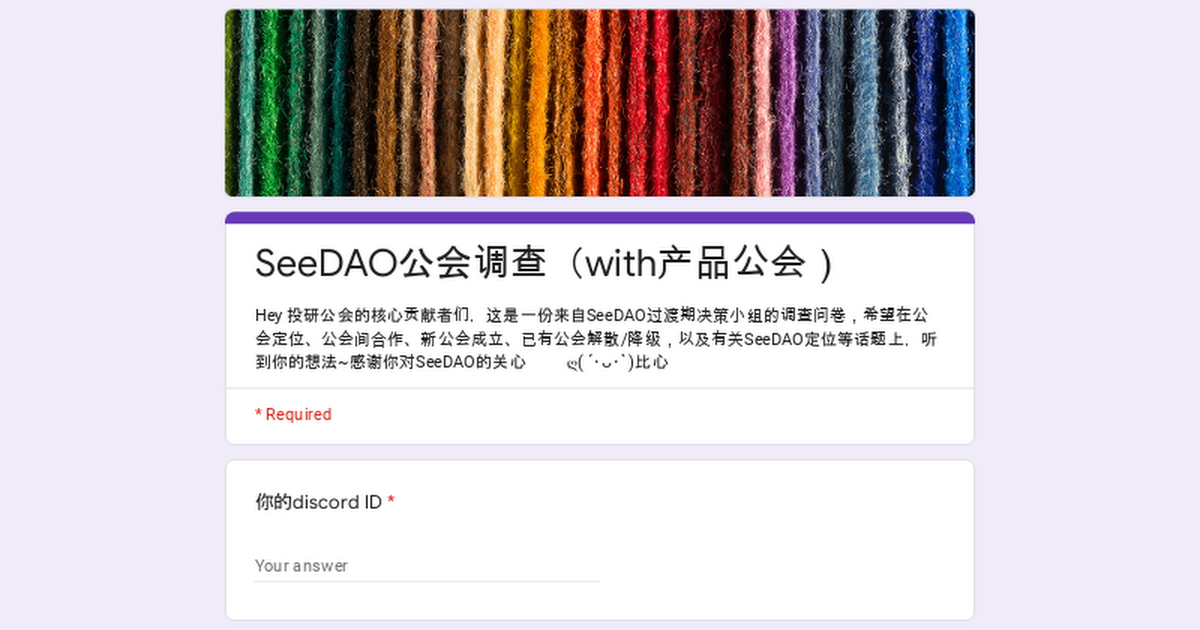 SeeDAO公会调查（with产品公会）
Hey 投研公会的核心贡献者们，这是一份来自SeeDAO过渡期决策小组的调查问卷，希望在公
会定位、公会间合作、新公会成立、已有公会解散/降级，以及有关SeeDAO定位等话题上，听
到你的想法~感谢你对SeeDAO的关心 ღ( ´･ᴗ･` )比心
* Required
你的discord ID *
Your answer